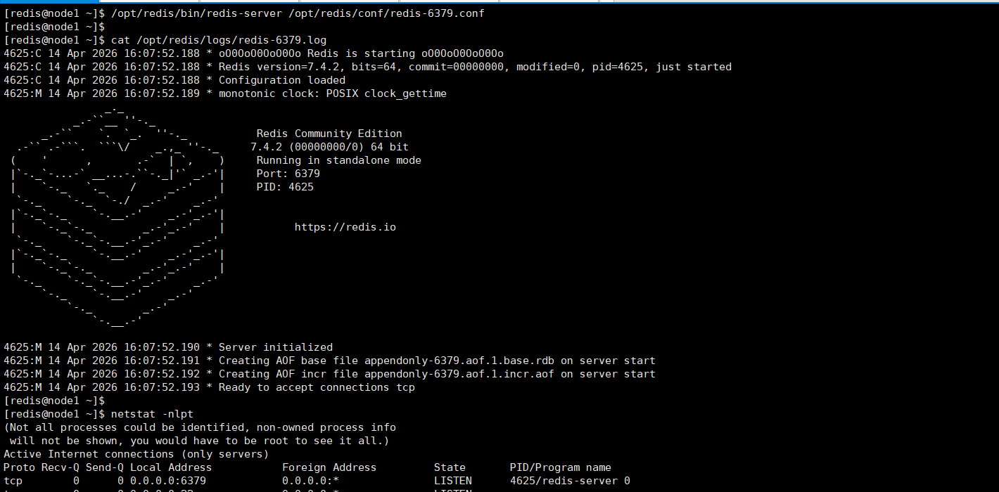 [redis@node1 ~]$ /opt/redis/bin/redis-server /opt/redis/conf/redis-6379.conf
[redis@node1 ~]$
[redis@node1 ~]$ cat /opt/redis/logs/redis-6379.log
4625:C 14 Apr 2026 16:07:52.188 * oO0OoO0OoO0Oo Redis is starting oO0OoO0OoO0Oo
4625:C 14 Apr 2026 16:07:52.188 * Redis version=7.4.2, bits=64, commit=00000000, modified=0, pid=4625, just started
4625:C 14 Apr 2026 16:07:52.188 * Configuration loaded
4625:M 14 Apr 2026 16:07:52.189 * monotonic clock: POSIX clock_gettime
Redis Community Edition
7.4.2 (00000000/0) 64 bit
Running in standalone mode
Port: 6379
PID: 4625
https://redis.io
4625:M 14 Apr 2026 16:07:52.190 * Server initialized
4625:M 14 Apr 2026 16:07:52.191 * Creating AOF base file appendonly-6379.aof.1.base.rdb on server start
4625:M 14 Apr 2026 16:07:52.192 * Creating AOF incr file appendonly-6379.aof.1.incr.aof on server start
4625:M 14 Apr 2026 16:07:52.193 * Ready to accept connections tcp
[redis@node1 ~]$
[redis@node1 ~]$ netstat -nlpt
(Not all processes could be identified, non-owned process info
will not be shown, you would have to be root to see it all.)
Active Internet connections (only servers)
Proto Recv-Q Send-Q Local Address Foreign Address State PID/Program name
tcp 0 0 0.0.0.0:6379 0.0.0.0:* LISTEN 4625/redis-server 0